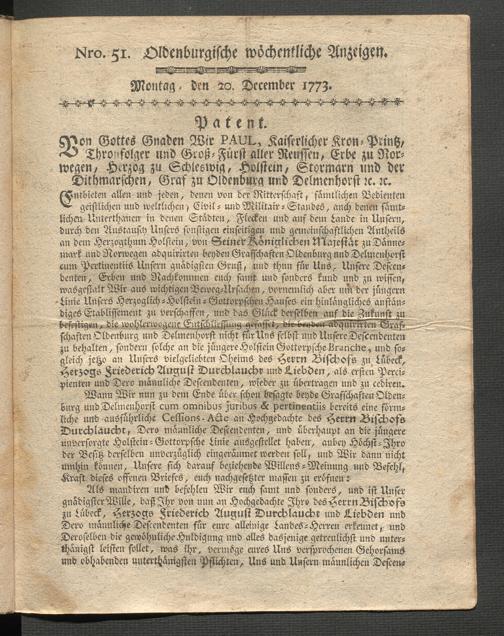 Nro. 51. Oldenburgische wöchentliche Anzeigen.
Montag, den 20. December 1773.
Patent.
Von Gottes Gnaden Wir PAUL, Kaiserlicher Kron-Printz,
Thronfolger und Groß-Fürst aller Reussen, Erbe zu Nor-
wegen, Herzog zu Schleswig, Holstein, Stormarn und der
Dithmarschen, Graf zu Oldenburg und Delmenhorst ꝛc. ꝛc.
Entbieten allen und jeden, denen von der Ritterschaft, sämtlichen Bedienten
geistlichen und weltlichen, Civil- und Militair-Standes, auch denen sämt-
lichen Unterthanen in denen Städten, Flecken und auf dem Lande in Unsern,
durch den Austausch Unsers sonstigen einseitigen und gemeinschaftlichen Antheils
an dem Herzogthum Holstein, von Seiner Königlichen Majestät zu Dänne-
mark und Norwegen adquirirten beyden Grafschaften Oldenburg und Delmenhorst
cum Pertinentiis Unsern gnädigsten Gruß, und thun für Uns, Unsere Descen-
denten, Erben und Nachkommen euch samt und sonders kund und zu wissen,
wasgestalt Wir aus wichtigen Beweg-Ursachen, vornemlich aber um der jüngern
Linie Unsers Herzoglich-Holstein-Gottorpschen Hauses ein hinlängliches anstän-
diges Etablissement zu verschaffen, und das Glück derselben auf die Zukunft zu
befestigen, die wohlerwogene Entschliessung gefasset, die beyden adquirirten Graf-
schaften Oldenburg und Delmenhorst nicht für Uns selbst und Unsere Descendenten
zu behalten, sondern solche an die jüngere Holstein Gottorpsche Branche, und so-
gleich jetzo an Unsers vielgeliebten Oheims des Herrn Bischofs zu Lübeck,
Herzogs Friederich August Durchlaucht und Liebden, als ersten Perci-
pienten und Dero männliche Descendenten, wieder zu übertragen und zu cediren.
Wann Wir nun zu dem Ende über schon besagte beyde Grafschaften Olden-
burg und Delmenhorst cum omnibus juribus & pertinentiis bereits eine förm-
liche und ausführliche Cessions-Acte an Hochgedachte des Herrn Bischofs
Durchlaucht, Dero männliche Descendenten, und überhaupt an die jüngere
unversorgte Holstein-Gottorpsche Linie ausgestellet haben, aubey Höchst-Ihro
der Besitz derselben unverzüglich eingeräumet werden soll, und Wir dann nicht
umhin können, Unsere sich darauf beziehende Willens-Meinung und Befehl,
Kraft dieses offenen Briefes, euch nachgesetzter massen zu eröfnen:
Als mandiren und befehlen Wir euch samt und sonders, und ist Unser
gnädigster Wille, daß Ihr von nun an Hochgedachte Ihro des Herrn Bischofs
zu Lübeck, Herzogs Friederich August Durchlaucht und Liebden und
Dero männliche Descendenten für eure alleinige Landes-Herren erkennet, und
Deroselben die gewöhnliche Huldigung und alles dasjenige getreulichst und unter-
thänigst leisten sollet, was Ihr, vermöge eures Uns versprochenen Gehorsams
und obhabenden unterthänigsten Pflichten, Uns und Unsern männlichen Descen-